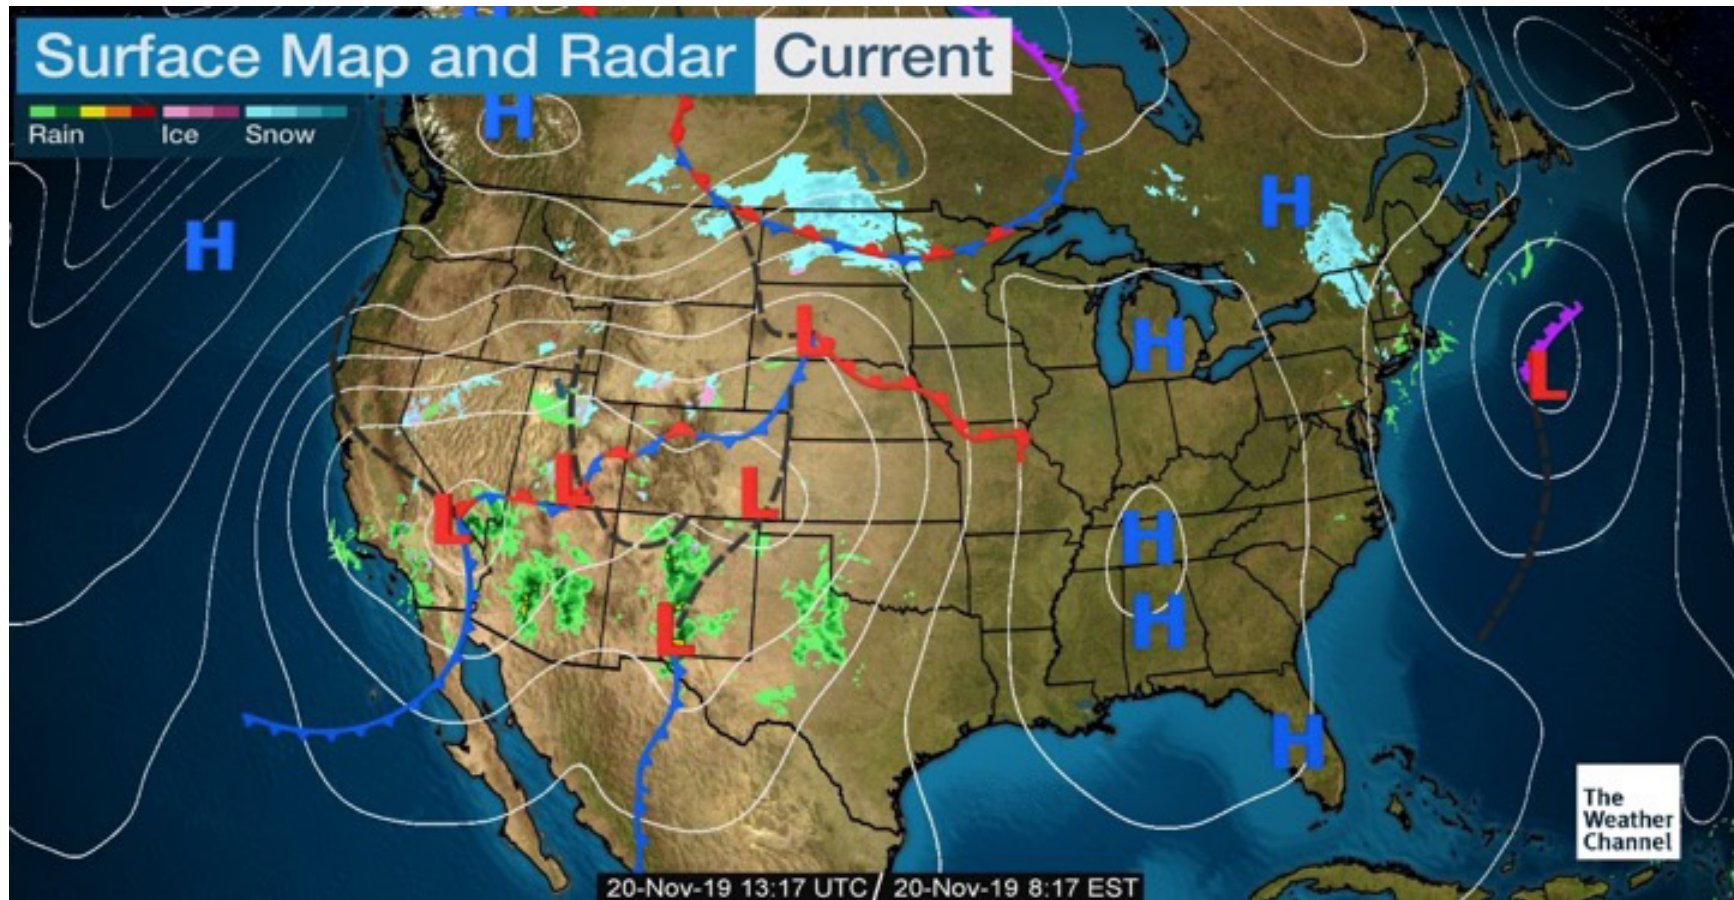 Surface Map and Radar Current
Rain Ice Snow
H
H
H
H
L
H
L
L
L
L
H
L
H
H
The Weather Channel
20-Nov-19 13:17 UTC / 20-Nov-19 8:17 EST